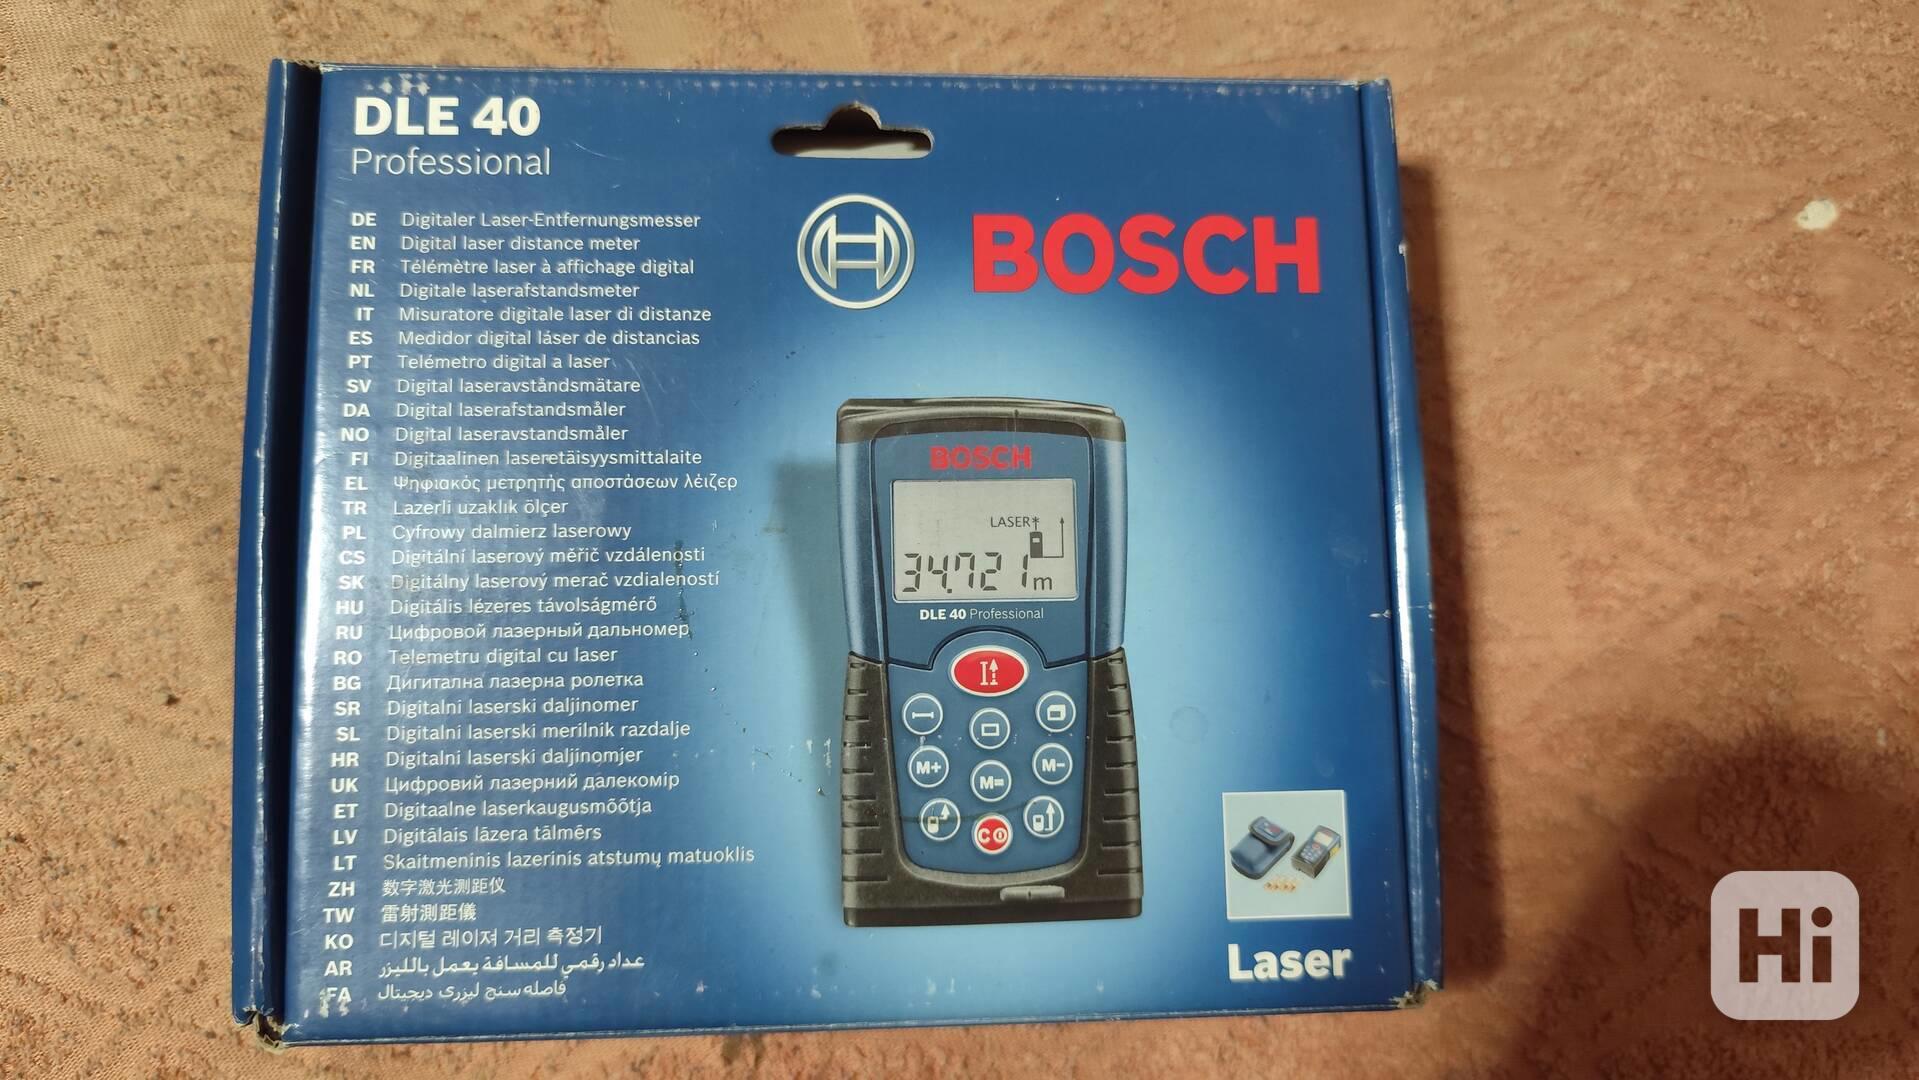 DLE 40
Professional
BOSCH
DE Digitaler Laser-Entfernungsmesser
EN Digital laser distance meter
FR Télémètre laser à affichage digital
NL Digitale laserafstandsmeter
IT Misuratore digitale laser di distanze
ES Medidor digital láser de distancias
PT Telémetro digital a laser
SV Digital laseravståndsmätare
DA Digital laserafstandsmåler
NO Digital laseravstandsmåler
FI Digitaalinen laseretäisyysmittalaite
EL Ψηφιακός μετρητής αποστάσεων λέιζερ
TR Lazerli uzaklık ölçer
PL Cyfrowy dalmierz laserowy
CS Digitální laserový měřič vzdálenosti
SK Digitálny laserový merač vzdialeností
HU Digitális lézeres távolságmérő
RU Цифровой лазерный дальномер
RO Telemetru digital cu laser
BG Дигитална лазерна ролетка
SR Digitalni laserski daljinomer
SL Digitalni laserski merilnik razdalje
HR Digitalni laserski daljinomjer
UK Цифровий лазерний далекомір
ET Digitaalne laserkaugusmõõtja
LV Digitālais lāzera tālmērs
LT Skaitmeninis lazerinis atstumų matuoklis
ZH 数字激光测距仪
TW 雷射測距儀
KO 디지털 레이저 거리 측정기
AR عداد رقمي للمسافة يعمل بالليزر
FA فاصله سنج لیزری دیجیتال
BOSCH
LASER*
34,721 m
DLE 40 Professional
M+
M=
M-
C
Laser
Hi